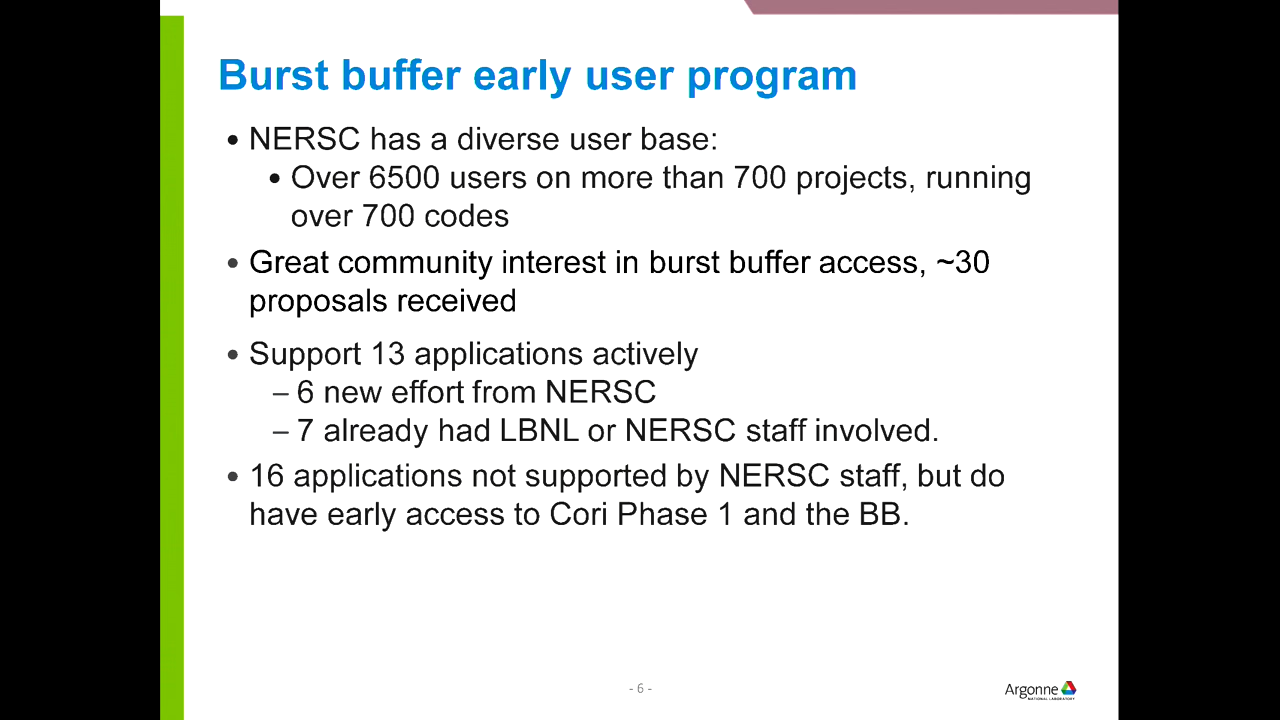 Burst buffer early user program
• NERSC has a diverse user base:
• Over 6500 users on more than 700 projects, running
over 700 codes
• Great community interest in burst buffer access, ~30
proposals received
• Support 13 applications actively
– 6 new effort from NERSC
– 7 already had LBNL or NERSC staff involved.
• 16 applications not supported by NERSC staff, but do
have early access to Cori Phase 1 and the BB.
- 6 -
Argonne
NATIONAL LABORATORY